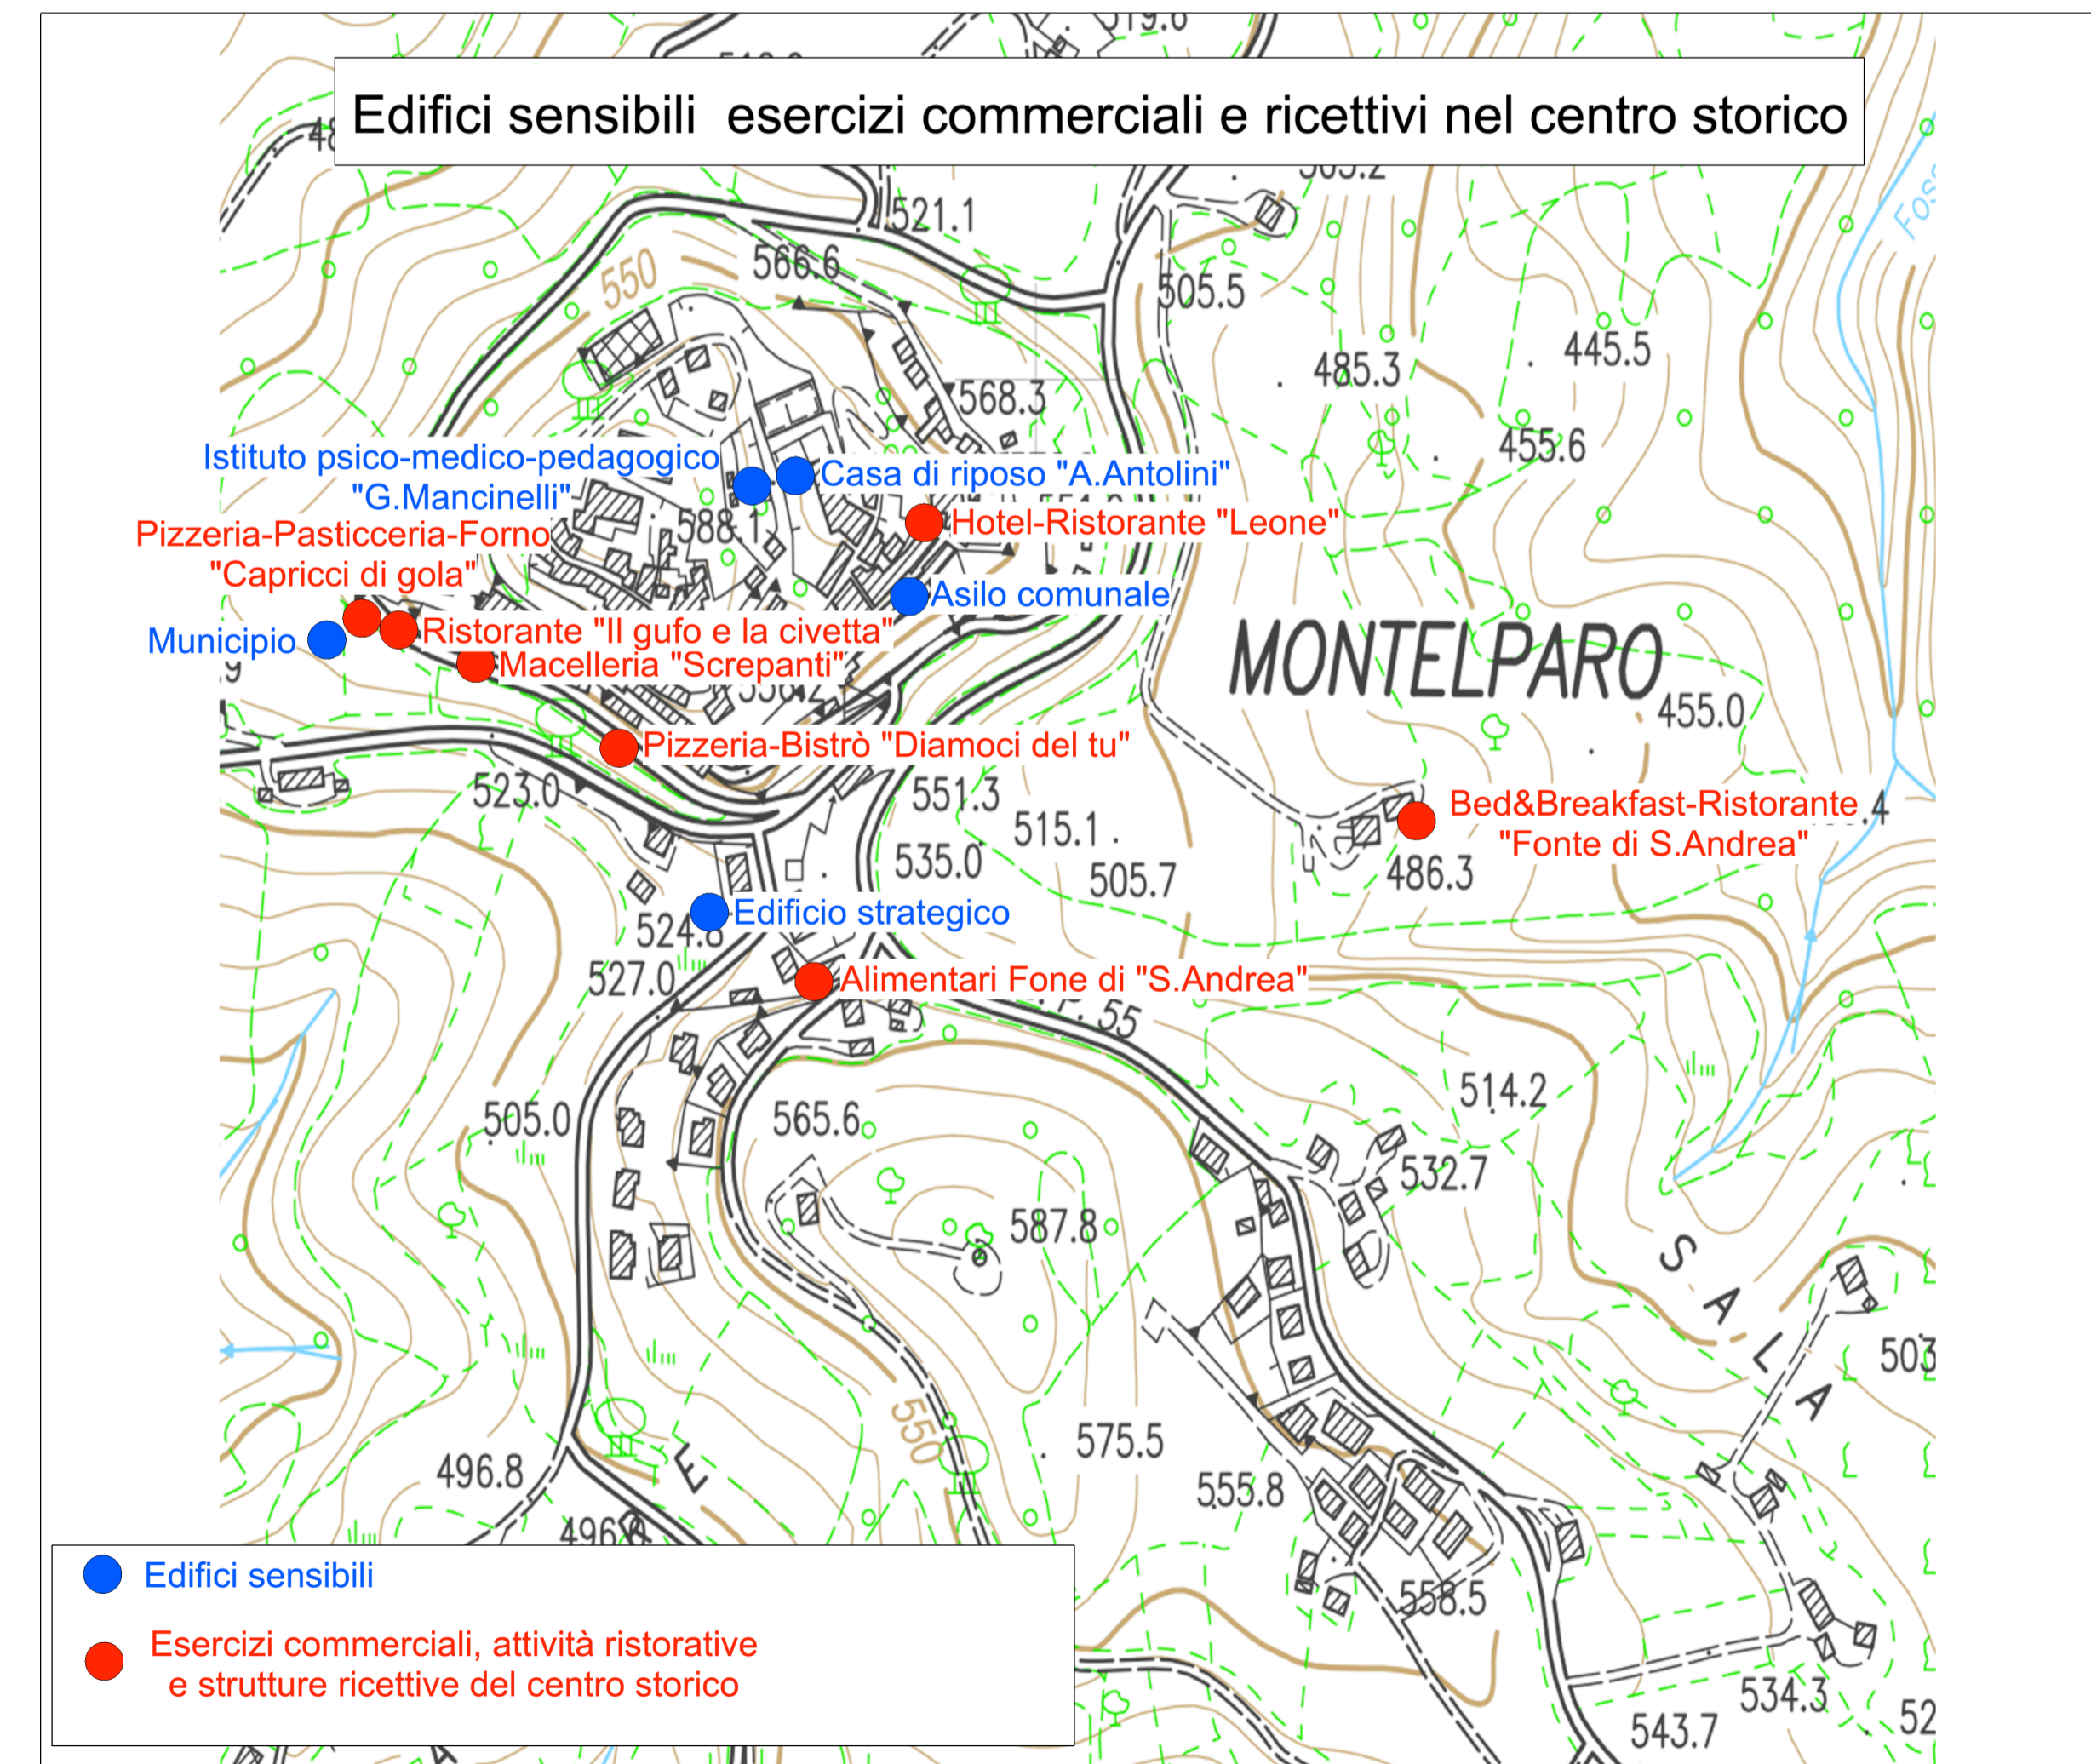 Edifici sensibili  esercizi commerciali e ricettivi nel centro storico
521.1
566.6
550
505.5
445.5
485.3
568.3
455.6
Istituto psico-medico-pedagogico
"G.Mancinelli"
Casa di riposo "A.Antolini"
588.1
Hotel-Ristorante "Leone"
Pizzeria-Pasticceria-Forno
"Capricci di gola"
Asilo comunale
Municipio
Ristorante "Il gufo e la civetta"
Macelleria "Screpanti"
MONTELPARO
455.0
Pizzeria-Bistrò "Diamoci del tu"
523.0
551.3
515.1
Bed&Breakfast-Ristorante
"Fonte di S.Andrea"
535.0
505.7
486.3
Edificio strategico
524.8
527.0
Alimentari Fone di "S.Andrea"
514.2
505.0
565.6
532.7
587.8
SALA
503
550
575.5
496.8
555.8
558.5
534.3
543.7
52
Edifici sensibili
Esercizi commerciali, attività ristorative
e strutture ricettive del centro storico